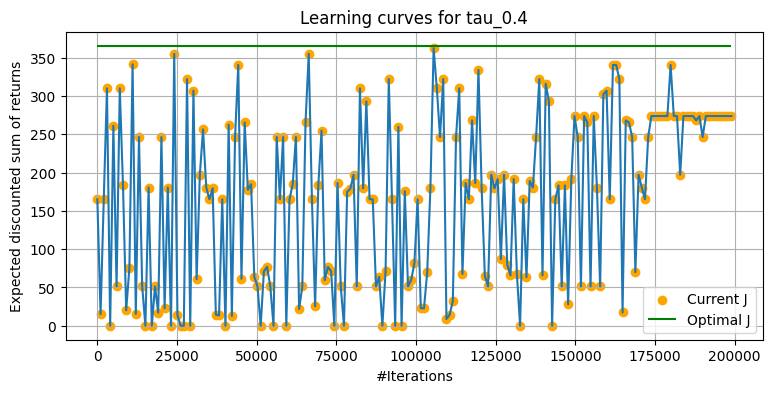 Learning curves for tau_0.4
Expected discounted sum of returns
350
300
250
200
150
100
50
0
Current J
Optimal J
0 25000 50000 75000 100000 125000 150000 175000 200000
#Iterations